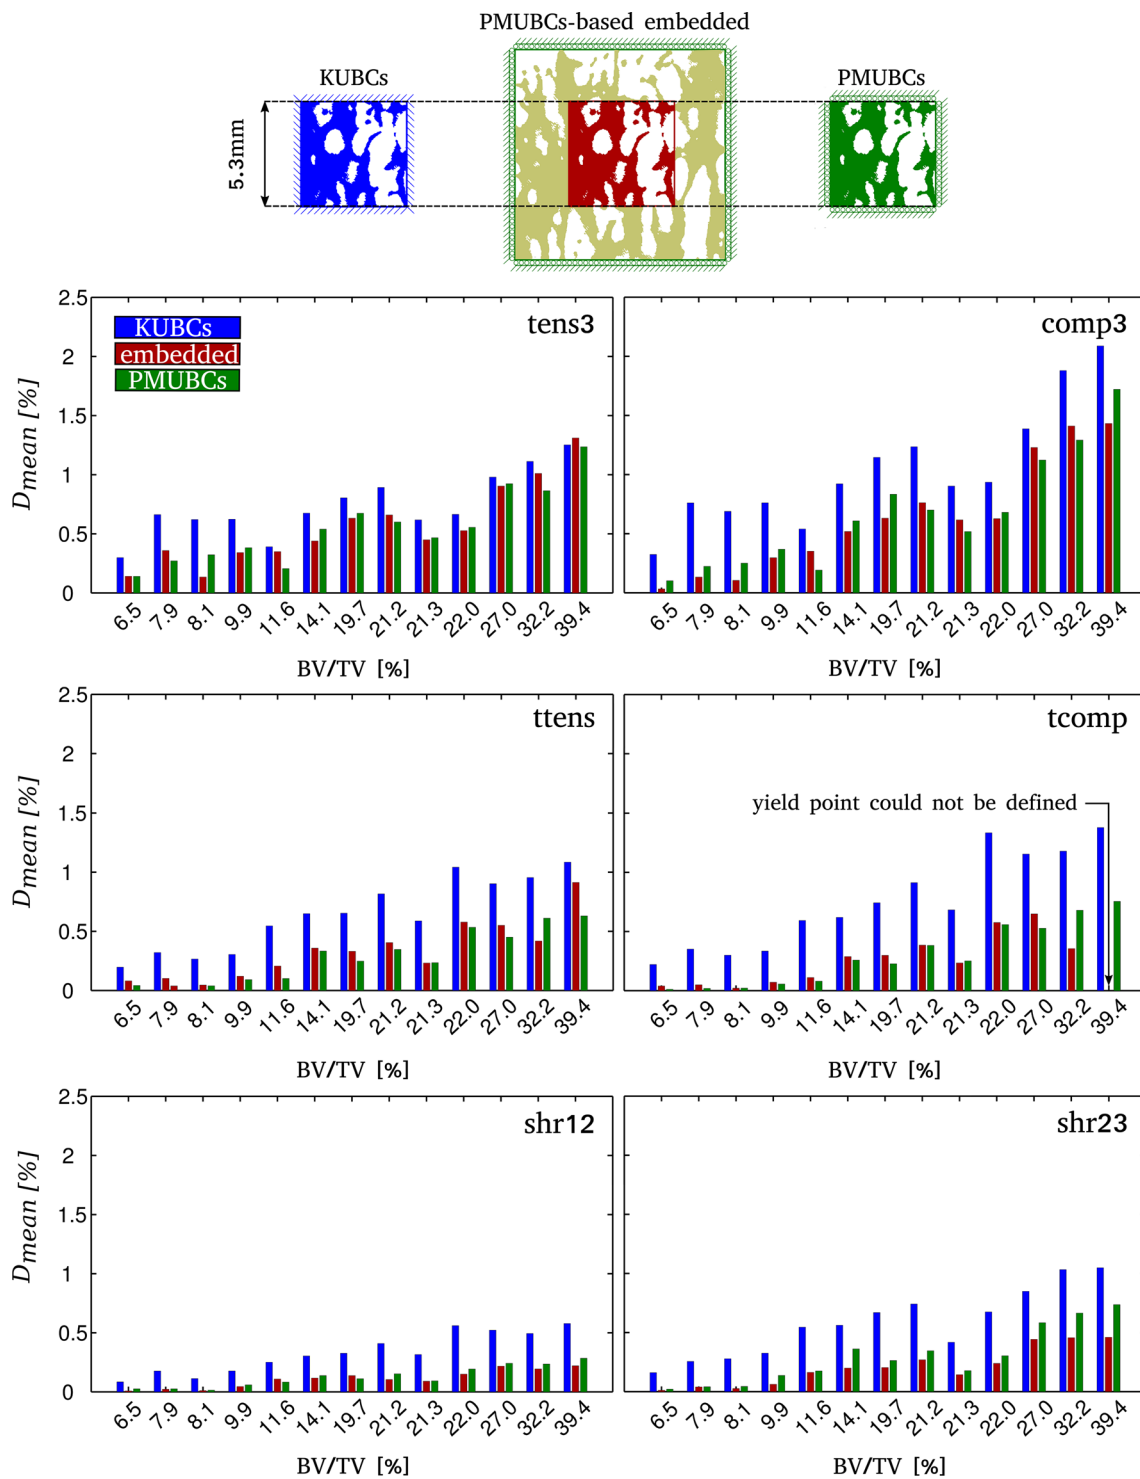 PMUBCs-based embedded
KUBCs
PMUBCs
5.3mm
tens3
comp3
KUBCs
embedded
PMUBCs
2.5
2
1.5
1
0.5
0
Dmean [%]
6.5 7.9 8.1 9.9 11.6 14.1 19.7 21.2 21.3 22.0 27.0 32.2 39.4
6.5 7.9 8.1 9.9 11.6 14.1 19.7 21.2 21.3 22.0 27.0 32.2 39.4
BV/TV [%]
BV/TV [%]
ttens
tcomp
yield point could not be defined
2.5
2
1.5
1
0.5
0
Dmean [%]
6.5 7.9 8.1 9.9 11.6 14.1 19.7 21.2 21.3 22.0 27.0 32.2 39.4
6.5 7.9 8.1 9.9 11.6 14.1 19.7 21.2 21.3 22.0 27.0 32.2 39.4
BV/TV [%]
BV/TV [%]
shr12
shr23
2.5
2
1.5
1
0.5
0
Dmean [%]
6.5 7.9 8.1 9.9 11.6 14.1 19.7 21.2 21.3 22.0 27.0 32.2 39.4
6.5 7.9 8.1 9.9 11.6 14.1 19.7 21.2 21.3 22.0 27.0 32.2 39.4
BV/TV [%]
BV/TV [%]